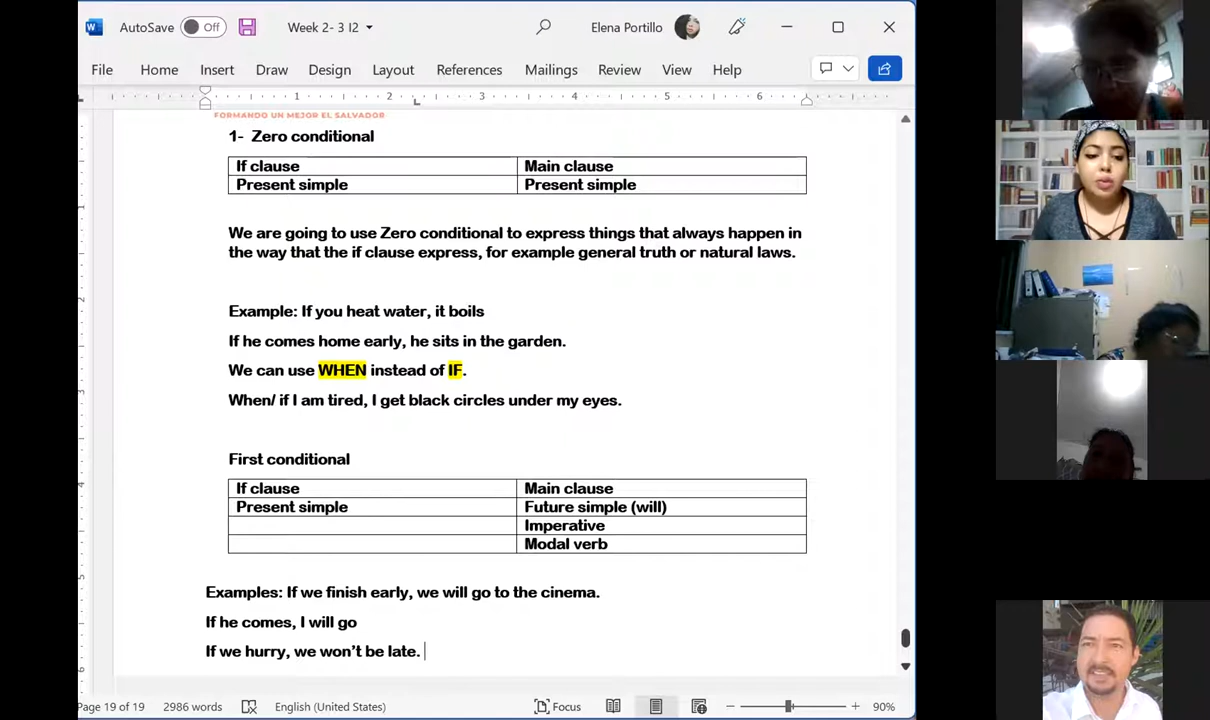 AutoSave Off Week 2- 3 I2 Elena Portillo
File Home Insert Draw Design Layout References Mailings Review View Help
1 2 3 4 5 6
FORMANDO UN MEJOR EL SALVADOR
1- Zero conditional
If clause Main clause
Present simple Present simple
We are going to use Zero conditional to express things that always happen in
the way that the if clause express, for example general truth or natural laws.
Example: If you heat water, it boils
If he comes home early, he sits in the garden.
We can use WHEN instead of IF.
When/ if I am tired, I get black circles under my eyes.
First conditional
If clause Main clause
Present simple Future simple (will)
Imperative
Modal verb
Examples: If we finish early, we will go to the cinema.
If he comes, I will go
If we hurry, we won't be late.
Page 19 of 19 2986 words English (United States) Focus 90%